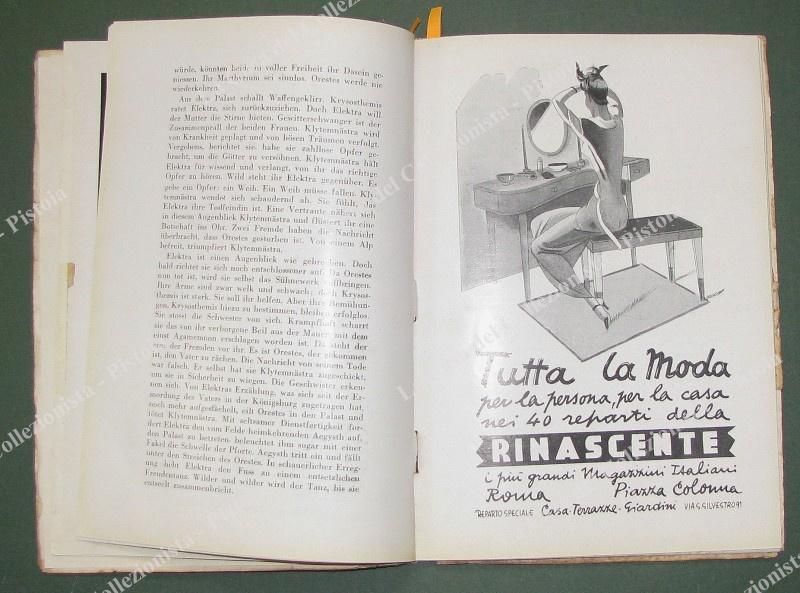 würde, könnten beide zu voller Freiheit ihr Dasein ge-
niessen. Ihr Marthyrium sei sinnlos. Orestes werde nie
wiederkehren.
Aus dem Palast schallt Waffengeklirr. Krysosthemis
ratet Elektra, sich zurückzuziehen. Doch Elektra will
der Mutter die Stirne bieten. Gewitterschwanger ist der
Zusammenprall der beiden Frauen. Klytemnästra wird
von Krankheit geplagt und von bösen Träumen verfolgt.
Vergebens, berichtet sie, habe sie zahllose Opfer ge-
bracht, um die Götter zu versöhnen. Klytemnästra hält
Elektra für wissend und verlangt, von ihr das richtige
Opfer zu hören. Wild steht ihr Elektra gegenüber. Es
gebe ein Opfer: ein Weib. Ein Weib müsse fallen. Kly-
temnästra wendet sich schaudernd ab. Sie fühlt, das
Elektra ihre Todfeindin ist. Eine Vertraute nähert sich
in diesem Augenblick Klytemnästra und flüstert ihr eine
Botschaft ins Ohr. Zwei Fremde haben die Nachricht
überbracht, dass Orestes gestorben ist. Von einem Alp
befreit, triumpfiert Klytemnästra.
Elektra ist einen Augenblick wie gebrochen. Doch
bald richtet sie sich noch entschlossener auf. Da Orestes
nun tot ist, wird sie selbst das Sühnewerk vollbringen.
Ihre Arme sind zwar welk und schwach; doch Krysos-
themis ist stark. Sie soll ihr helfen. Aber ihre Bemühun-
gen, Krysosthemis hiezu zu bestimmen, bleiben erfolglos.
Sie stosst die Schwester von sich. Krampfhaft scharrt
sie das von ihr verborgene Beil aus der Mauer mit dem
einst Agamemnon erschlagen worden ist. Da naht der
eine der Fremden vor ihr. Es ist Orestes, der gekommen
ist, den Vater zu rächen. Die Nachricht von seinem Tode
war falsch. Er selbst hat sie Klytemnästra zugeschickt,
um sie in Sicherheit zu wiegen. Die Geschwister erken-
nen sich. Von Elektras Erzählung, was sich seit der Er-
mordung des Vaters in der Königsburg zugetragen hat,
noch mehr aufgefächelt, eilt Orestes in den Palast und
tötet Klytemnästra. Mit seltsamer Dienstfertigkeit for-
dert Elektra den vom Felde heimkehrenden Aegysth auf,
den Palast zu betreten, beleuchtet ihm sogar mit einer
Fakel die Schwelle der Pforte. Aegysth tritt ein und fällt
unter den Streichen des Orestes. In schauerlicher Erreg-
ung hebt Elektra den Fuss zu einem entsetzlichen
Freudentanz. Wilder und wilder wird der Tanz, bis sie
entseelt zusammenbricht.
Tutta la Moda
per la persona, per la casa
nei 40 reparti della
RINASCENTE
i più grandi Magazzini Italiani
Roma Piazza Colonna
REPARTO SPECIALE Casa-Terrazze-Giardini VIA S. SILVESTRO 91